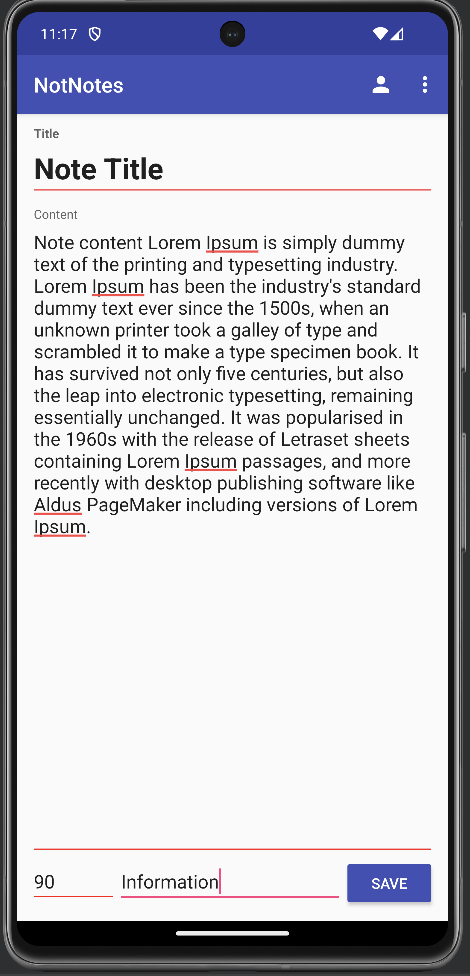 11:17
NotNotes
Title
Note Title
Content
Note content Lorem Ipsum is simply dummy
text of the printing and typesetting industry.
Lorem Ipsum has been the industry's standard
dummy text ever since the 1500s, when an
unknown printer took a galley of type and
scrambled it to make a type specimen book. It
has survived not only five centuries, but also
the leap into electronic typesetting, remaining
essentially unchanged. It was popularised in
the 1960s with the release of Letraset sheets
containing Lorem Ipsum passages, and more
recently with desktop publishing software like
Aldus PageMaker including versions of Lorem
Ipsum.
90 Information SAVE